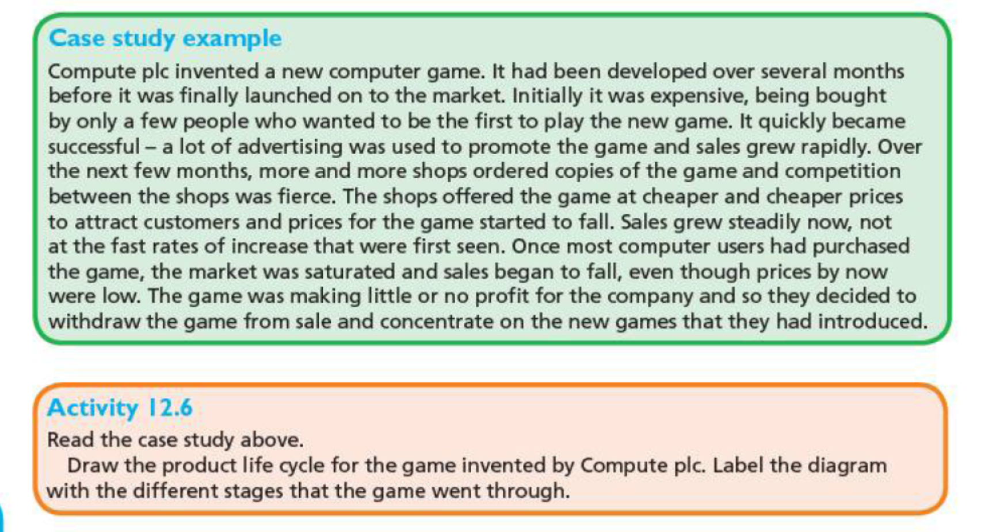 Case study example
Compute plc invented a new computer game. It had been developed over several months
before it was finally launched on to the market. Initially it was expensive, being bought
by only a few people who wanted to be the first to play the new game. It quickly became
successful – a lot of advertising was used to promote the game and sales grew rapidly. Over
the next few months, more and more shops ordered copies of the game and competition
between the shops was fierce. The shops offered the game at cheaper and cheaper prices
to attract customers and prices for the game started to fall. Sales grew steadily now, not
at the fast rates of increase that were first seen. Once most computer users had purchased
the game, the market was saturated and sales began to fall, even though prices by now
were low. The game was making little or no profit for the company and so they decided to
withdraw the game from sale and concentrate on the new games that they had introduced.
Activity 12.6
Read the case study above.
Draw the product life cycle for the game invented by Compute plc. Label the diagram
with the different stages that the game went through.